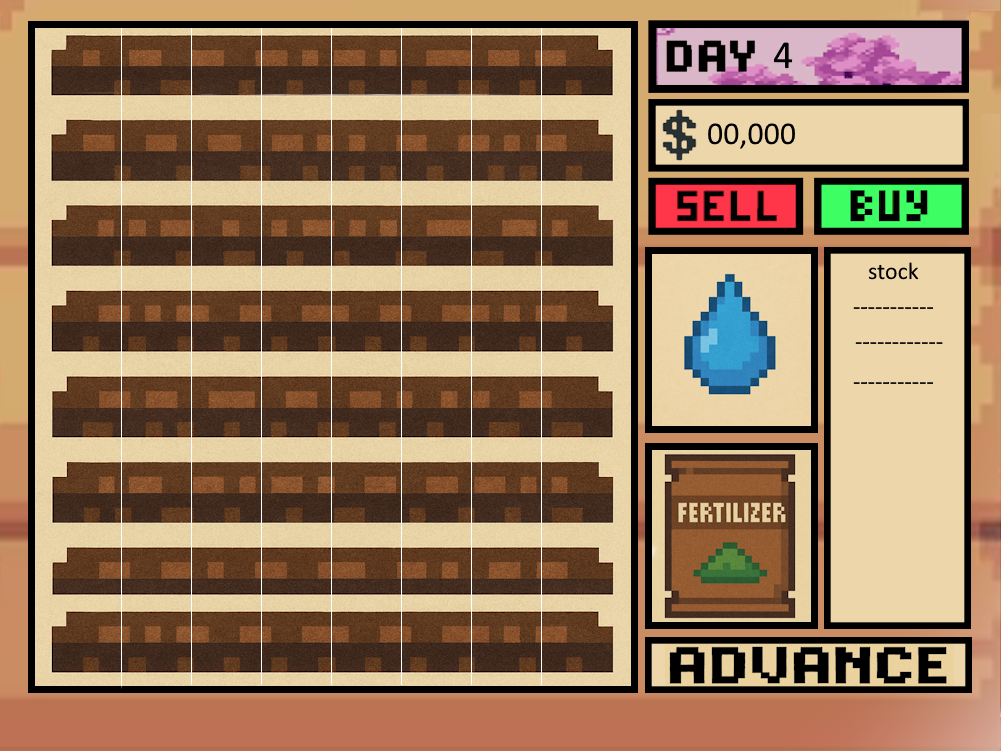 DAY 4
$ 00,000
SELL
BUY
stock
-----------
------------
-----------
FERTILIZER
ADVANCE